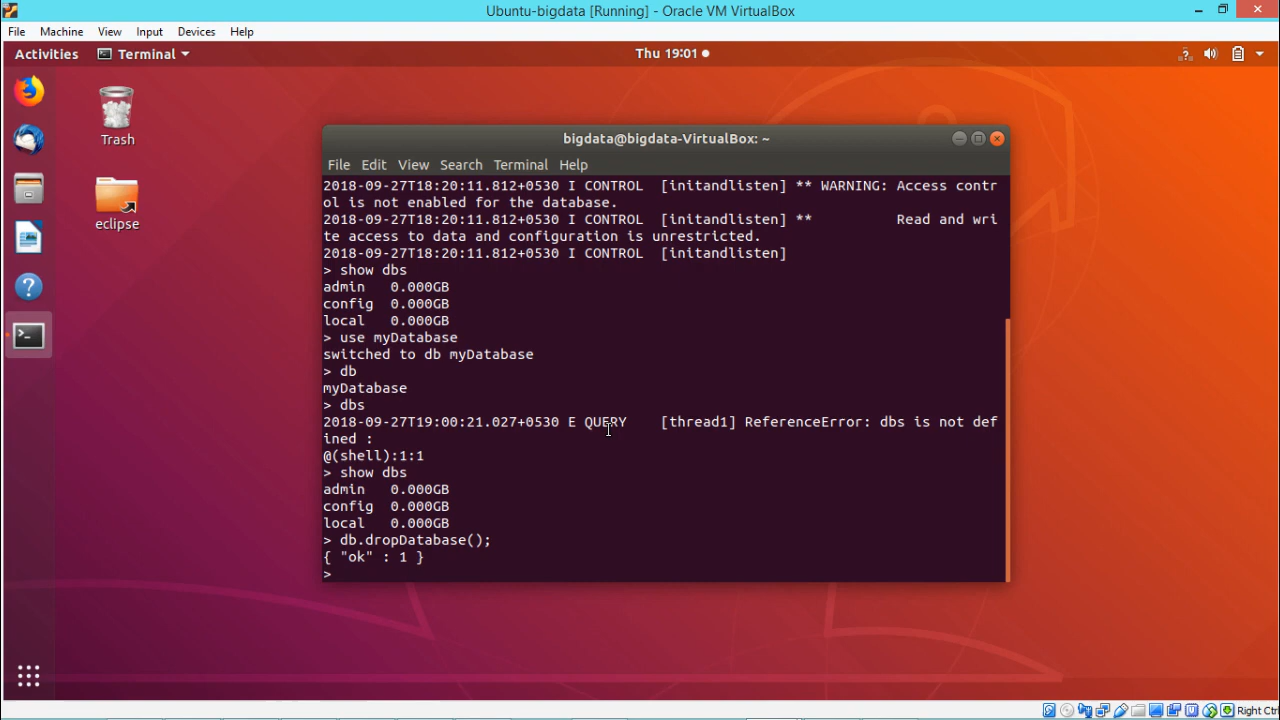 Ubuntu-bigdata [Running] - Oracle VM VirtualBox
File Machine View Input Devices Help
Activities Terminal Thu 19:01
Trash
eclipse
bigdata@bigdata-VirtualBox: ~
File Edit View Search Terminal Help
2018-09-27T18:20:11.812+0530 I CONTROL  [initandlisten] ** WARNING: Access contr
ol is not enabled for the database.
2018-09-27T18:20:11.812+0530 I CONTROL  [initandlisten] **          Read and wri
te access to data and configuration is unrestricted.
2018-09-27T18:20:11.812+0530 I CONTROL  [initandlisten]
> show dbs
admin   0.000GB
config  0.000GB
local   0.000GB
> use myDatabase
switched to db myDatabase
> db
myDatabase
> dbs
2018-09-27T19:00:21.027+0530 E QUERY    [thread1] ReferenceError: dbs is not def
ined :
@(shell):1:1
> show dbs
admin   0.000GB
config  0.000GB
local   0.000GB
> db.dropDatabase();
{ "ok" : 1 }
>
Right Ctrl